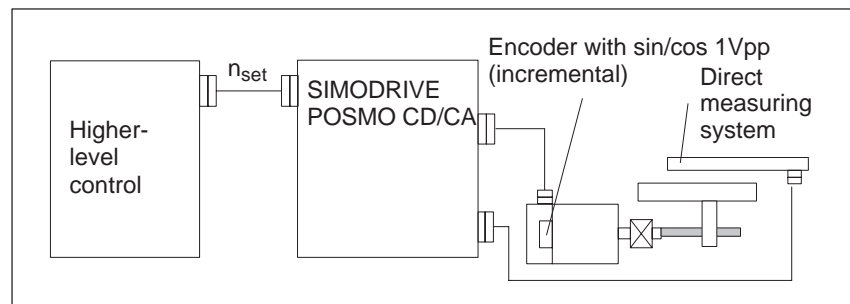 Encoder with sin/cos 1Vpp
(incremental)
Direct
measuring
system
nset
SIMODRIVE
POSMO CD/CA
Higher-
level
control